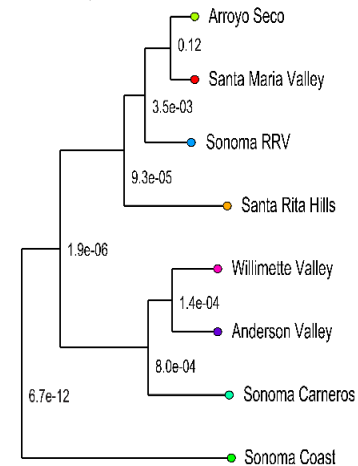 Arroyo Seco
0.12
Santa Maria Valley
3.5e-03
Sonoma RRV
9.3e-05
Santa Rita Hills
1.9e-06
Willimette Valley
1.4e-04
Anderson Valley
8.0e-04
6.7e-12
Sonoma Carneros
Sonoma Coast